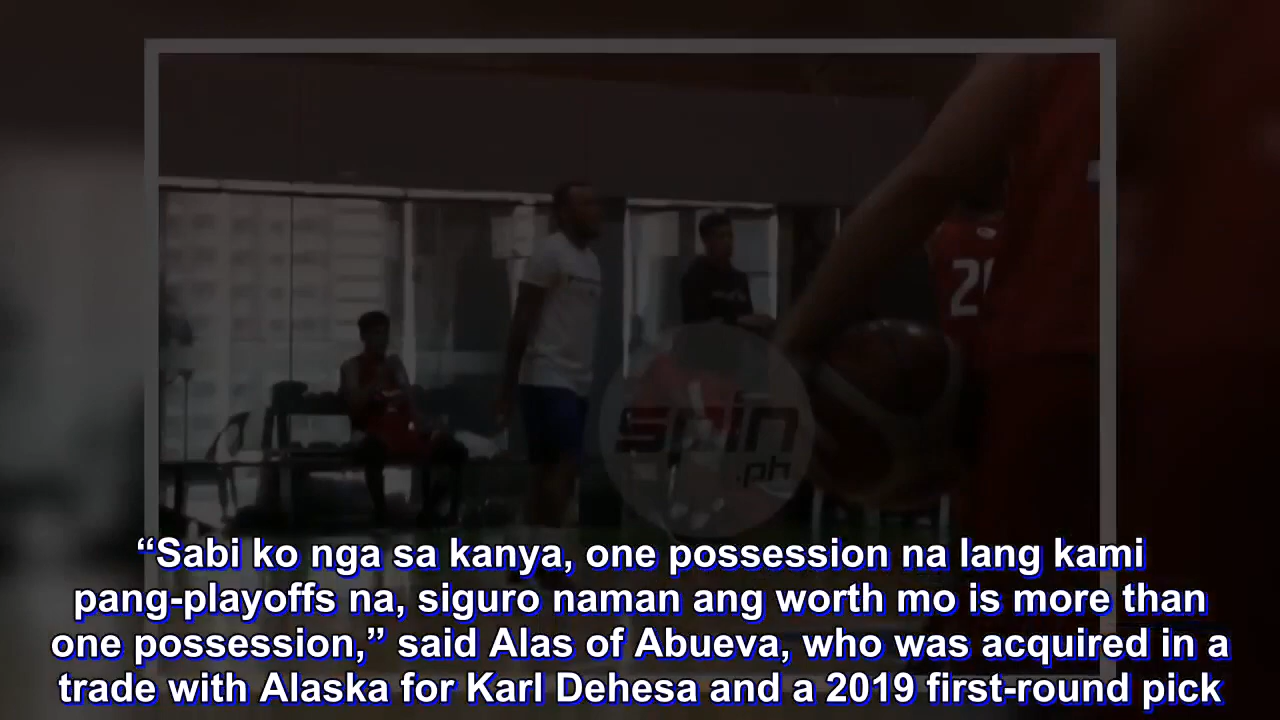 20
spin
.ph
“Sabi ko nga sa kanya, one possession na lang kami
pang-playoffs na, siguro naman ang worth mo is more than
one possession,” said Alas of Abueva, who was acquired in a
trade with Alaska for Karl Dehesa and a 2019 first-round pick